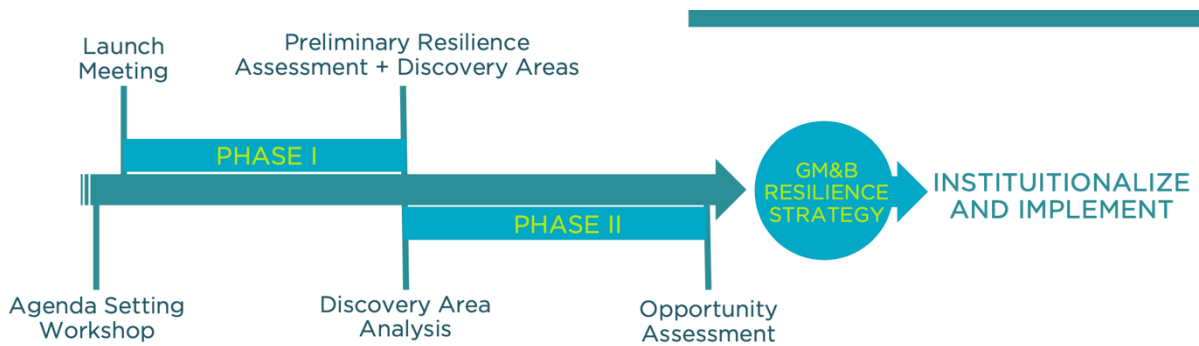 Launch
Meeting
Preliminary Resilience
Assessment + Discovery Areas
PHASE I
GM&B
RESILIENCE
STRATEGY
INSTITUITIONALIZE
AND IMPLEMENT
PHASE II
Agenda Setting
Workshop
Discovery Area
Analysis
Opportunity
Assessment